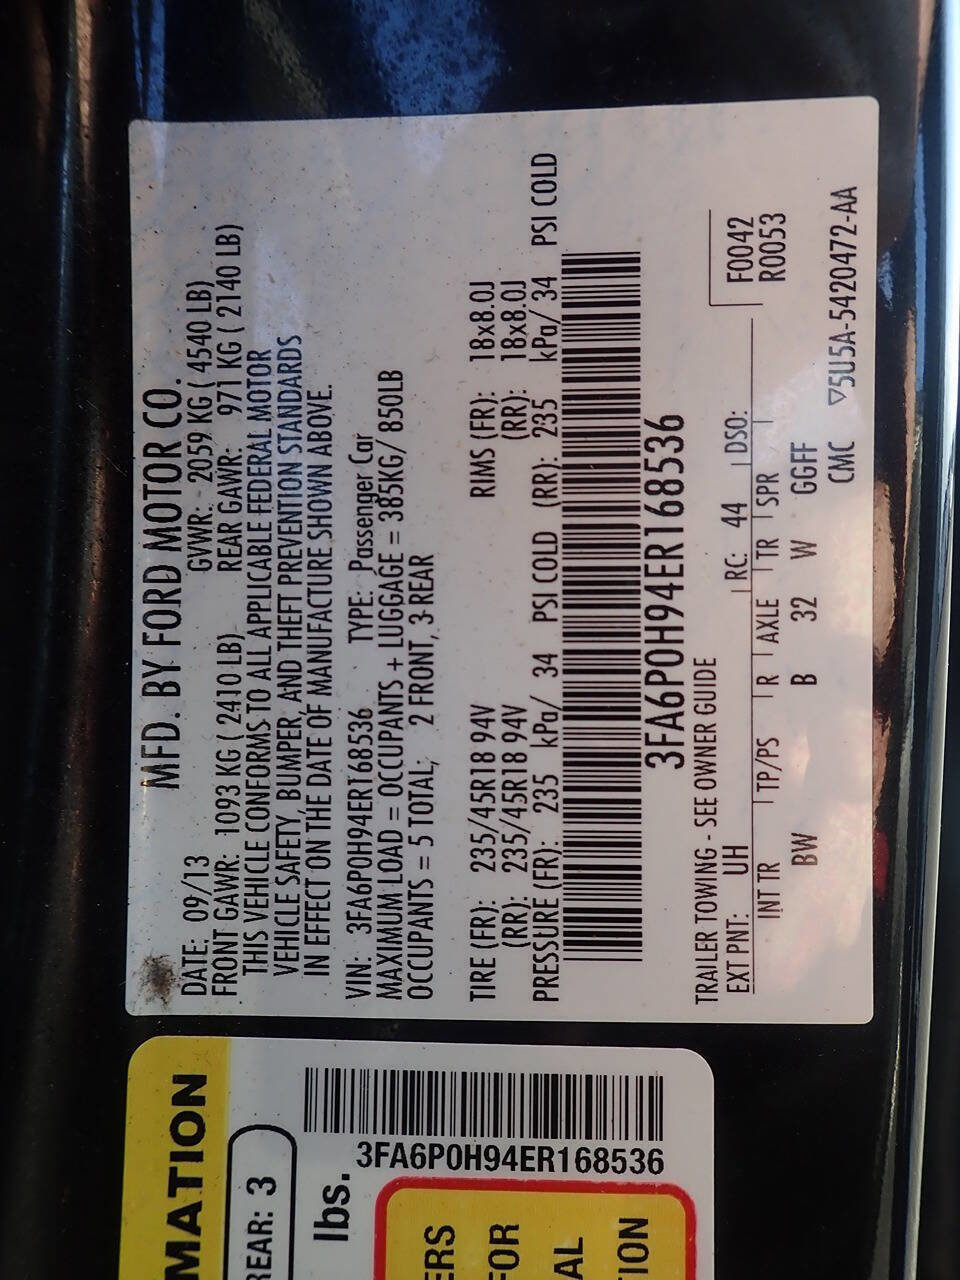 MFD. BY FORD MOTOR CO.
DATE: 09/13 GVWR: 2059 KG ( 4540 LB)
FRONT GAWR: 1093 KG ( 2410 LB) REAR GAWR: 971 KG ( 2140 LB)
THIS VEHICLE CONFORMS TO ALL APPLICABLE FEDERAL MOTOR
VEHICLE SAFETY, BUMPER, AND THEFT PREVENTION STANDARDS
IN EFFECT ON THE DATE OF MANUFACTURE SHOWN ABOVE.
VIN: 3FA6P0H94ER168536 TYPE: Passenger Car
MAXIMUM LOAD = OCCUPANTS + LUGGAGE = 385KG/ 850LB
OCCUPANTS = 5 TOTAL; 2 FRONT, 3 REAR
TIRE (FR): 235/45R18 94V RIMS (FR): 18x8.0J
(RR): 235/45R18 94V (RR): 18x8.0J
PRESSURE (FR): 235 kPa/ 34 PSI COLD (RR): 235 kPa/ 34 PSI COLD
3FA6P0H94ER168536
TRAILER TOWING - SEE OWNER GUIDE
F0042
EXT PNT: UH RC: 44 DSO: R0053
INT TR TP/PS R AXLE TR SPR
BW B 32 W GGFF
CMC ▽5U5A-5420472-AA
MATION
REAR: 3
lbs.
3FA6P0H94ER168536
ERS
FOR
AL
ION